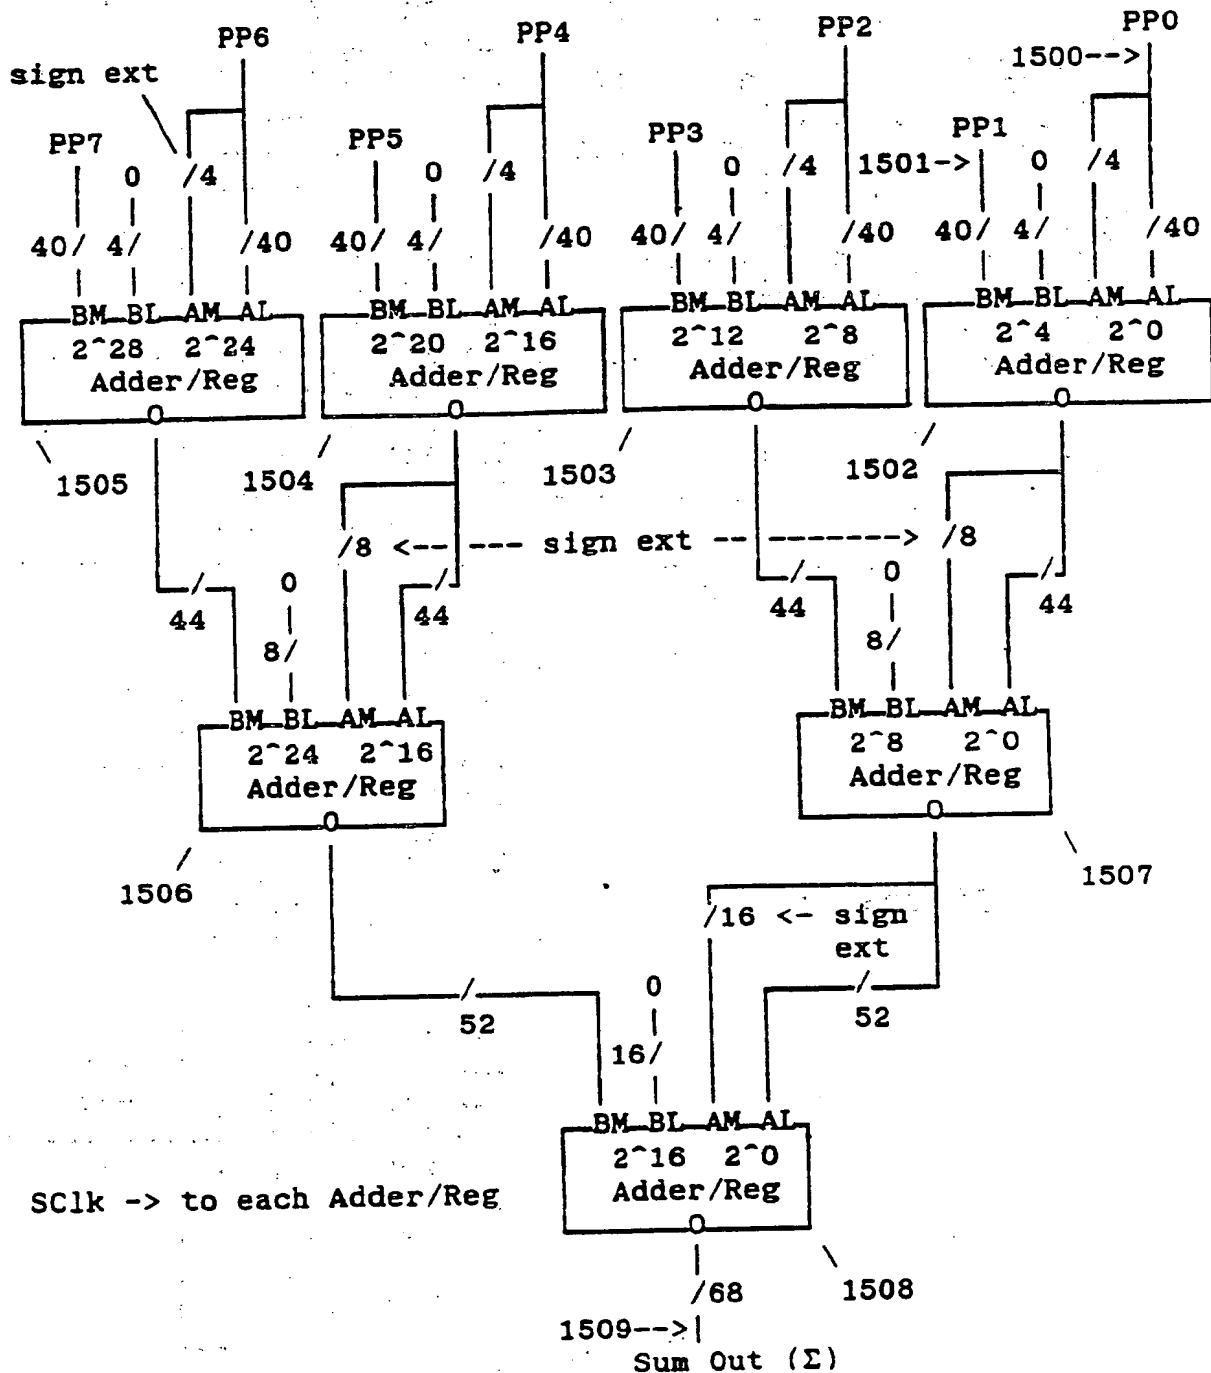 PP6 PP4 PP2 PP0
1500-->
sign ext
PP7 0 /4 PP5 0 /4 PP3 0 /4 1501-> PP1 0 /4
40/ 4/ /40 40/ 4/ /40 40/ 4/ /40 40/ 4/ /40
BM BL AM AL BM BL AM AL BM BL AM AL BM BL AM AL
2^28 2^24 2^20 2^16 2^12 2^8 2^4 2^0
Adder/Reg Adder/Reg Adder/Reg Adder/Reg
O O O O
1505 1504 1503 1502
/8 <-- --- sign ext -- -------> /8
0 0
44 44 44 44
8/ 8/
BM BL AM AL BM BL AM AL
2^24 2^16 2^8 2^0
Adder/Reg Adder/Reg
O O
1506 1507
/16 <- sign
ext
0
52 52
16/
BM BL AM AL
2^16 2^0
SClk -> to each Adder/Reg Adder/Reg
O
/68 1508
1509-->
Sum Out (Σ)